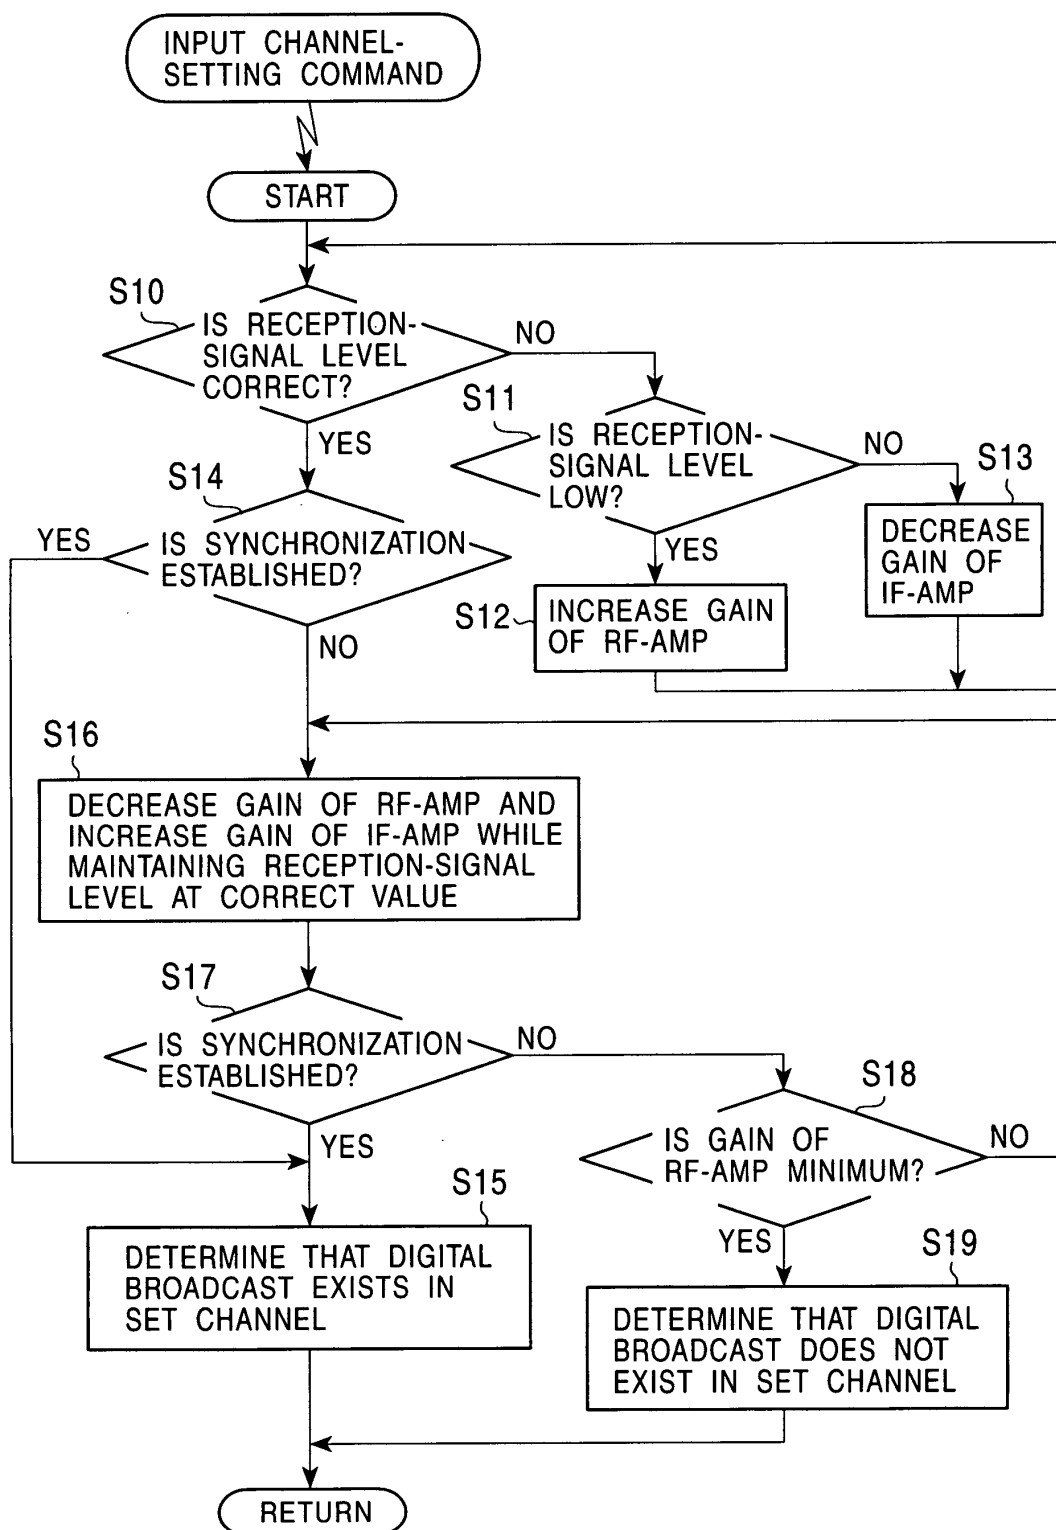 INPUT CHANNEL-
SETTING COMMAND
START
S10
IS RECEPTION-
SIGNAL LEVEL
CORRECT?
NO
YES
S11
IS RECEPTION-
SIGNAL LEVEL
LOW?
NO
YES
S13
DECREASE
GAIN OF
IF-AMP
S12
INCREASE GAIN
OF RF-AMP
S14
YES
IS SYNCHRONIZATION
ESTABLISHED?
NO
S16
DECREASE GAIN OF RF-AMP AND
INCREASE GAIN OF IF-AMP WHILE
MAINTAINING RECEPTION-SIGNAL
LEVEL AT CORRECT VALUE
S17
IS SYNCHRONIZATION
ESTABLISHED?
NO
YES
S18
IS GAIN OF
RF-AMP MINIMUM?
NO
YES
S15
DETERMINE THAT DIGITAL
BROADCAST EXISTS IN
SET CHANNEL
S19
DETERMINE THAT DIGITAL
BROADCAST DOES NOT
EXIST IN SET CHANNEL
RETURN